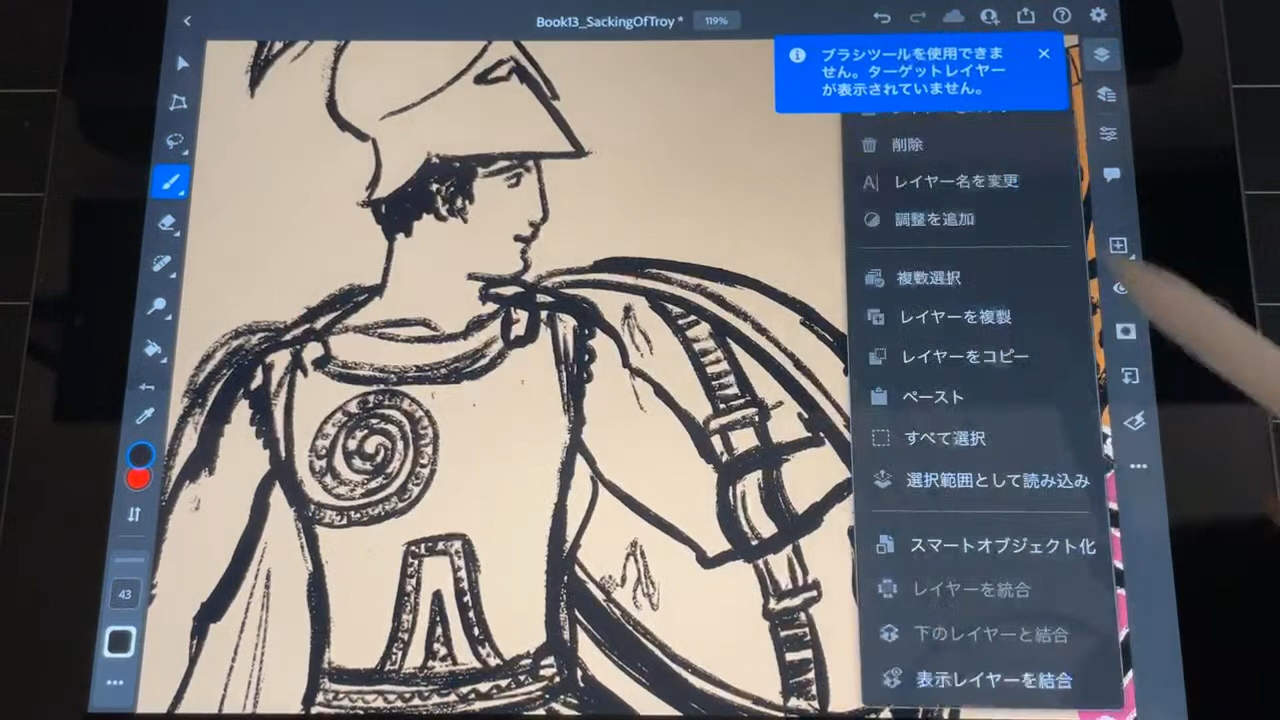 Book13_SackingOfTroy *
119%
ブラシツールを使用できま
せん。ターゲットレイヤー
が表示されていません。
削除
レイヤー名を変更
調整を追加
複数選択
レイヤーを複製
レイヤーをコピー
ペースト
すべて選択
選択範囲として読み込み
スマートオブジェクト化
レイヤーを統合
下のレイヤーと結合
表示レイヤーを結合
43